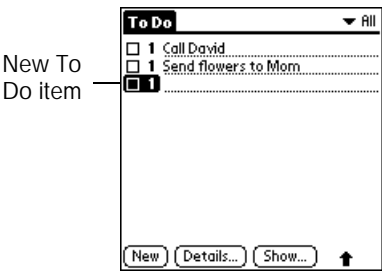 To Do
All
1 Call David
1 Send flowers to Mom
1
New To
Do item
New
Details...
Show...